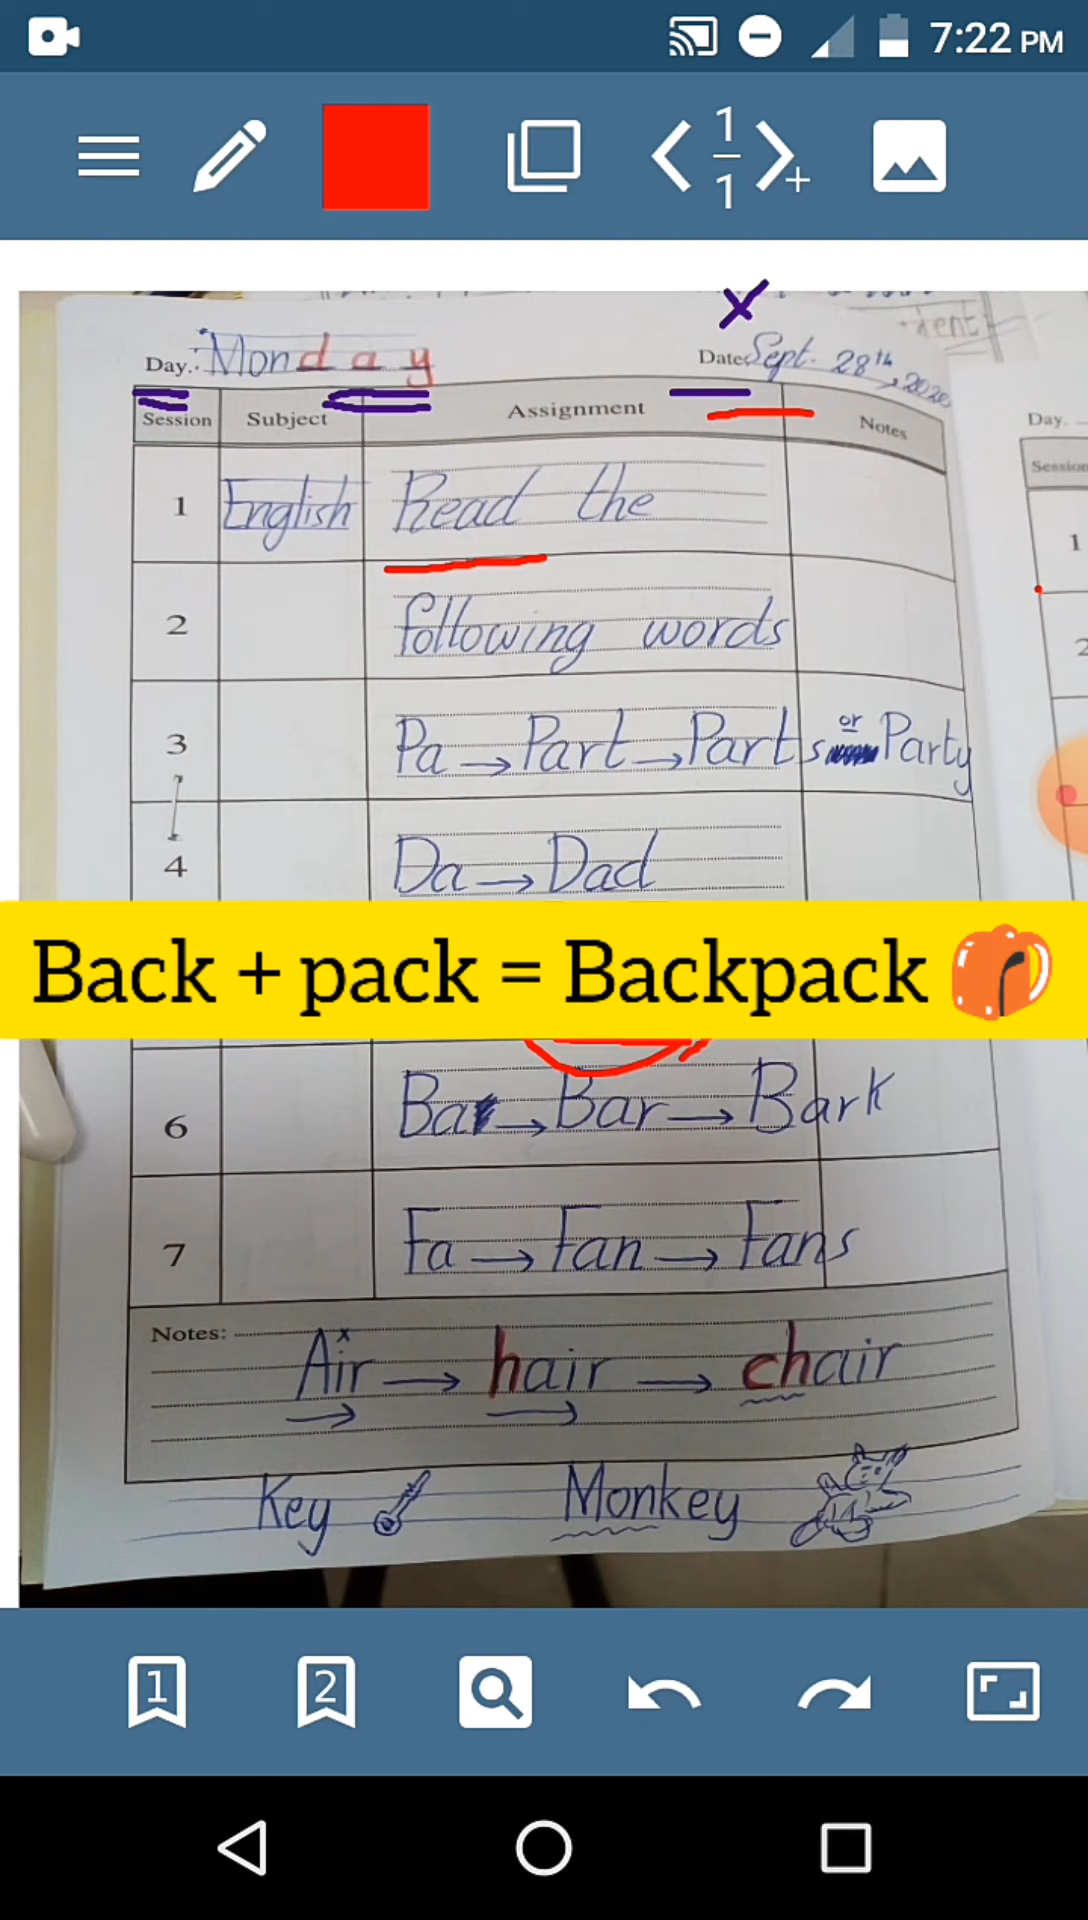 7:22 PM
1
1
Day. Monday
Date: Sept. 28th, 2020
Session Subject Assignment Notes
1 English Read the
2 following words
3 Pa → Part → Parts or Party
4 Da → Dad
Back + pack = Backpack
6 Ba → Bar → Bark
7 Fa → Fan → Fans
Notes: Air → hair → chair
Key Monkey
Day.
Session
1
2
1 2